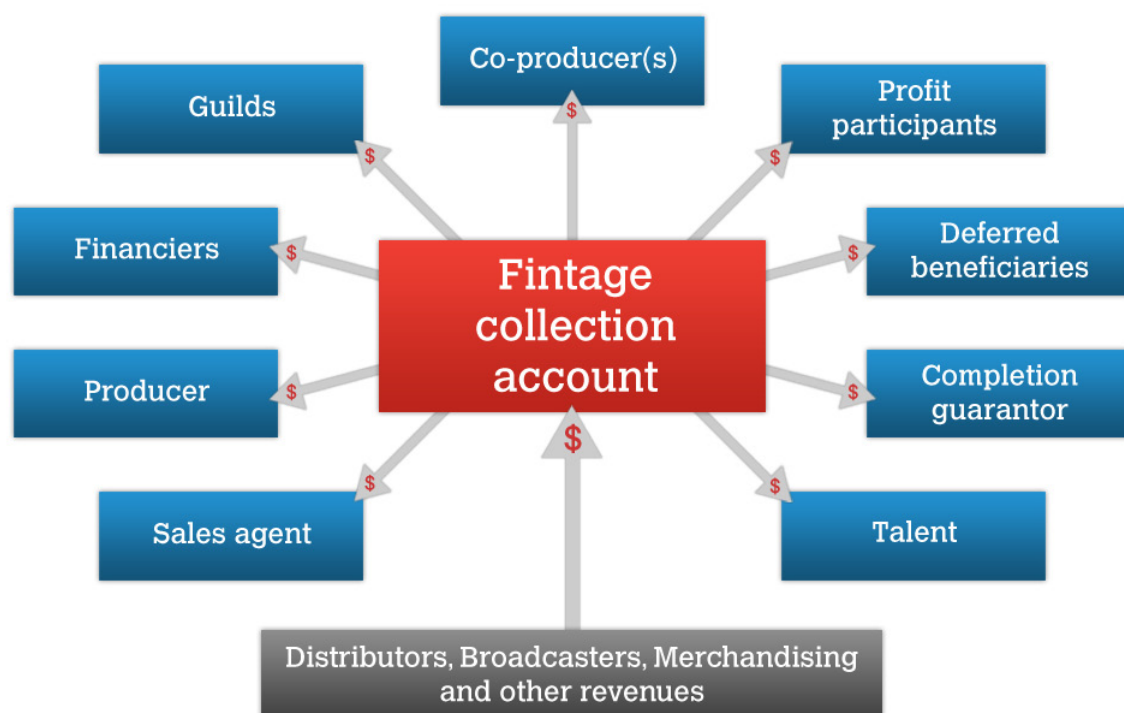 Co-producer(s)
Guilds
Profit
participants
Financiers
Deferred
beneficiaries
Fintage
collection
account
Producer
Completion
guarantor
Sales agent
Talent
$
$
$
$
$
$
$
$
$
$
Distributors, Broadcasters, Merchandising
and other revenues